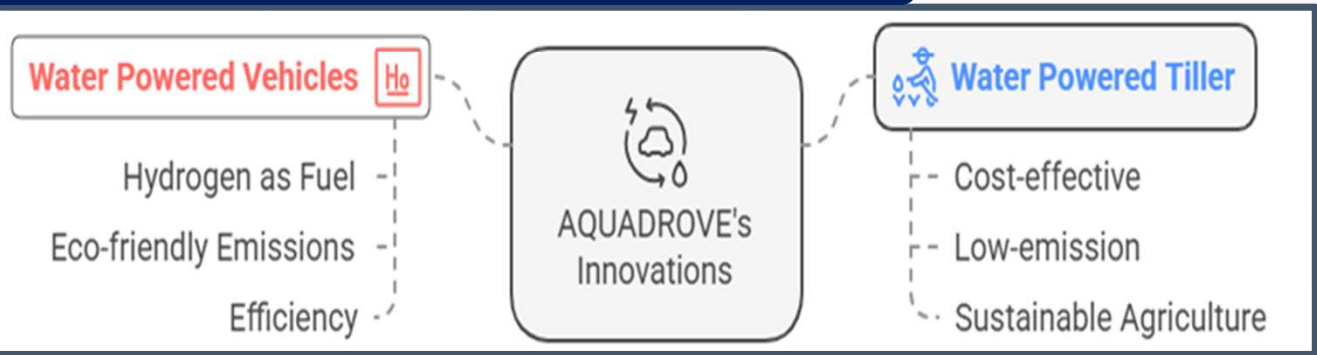 Water Powered Vehicles
Ho
Hydrogen as Fuel
Eco-friendly Emissions
Efficiency
AQUADROVE's
Innovations
Water Powered Tiller
Cost-effective
Low-emission
Sustainable Agriculture